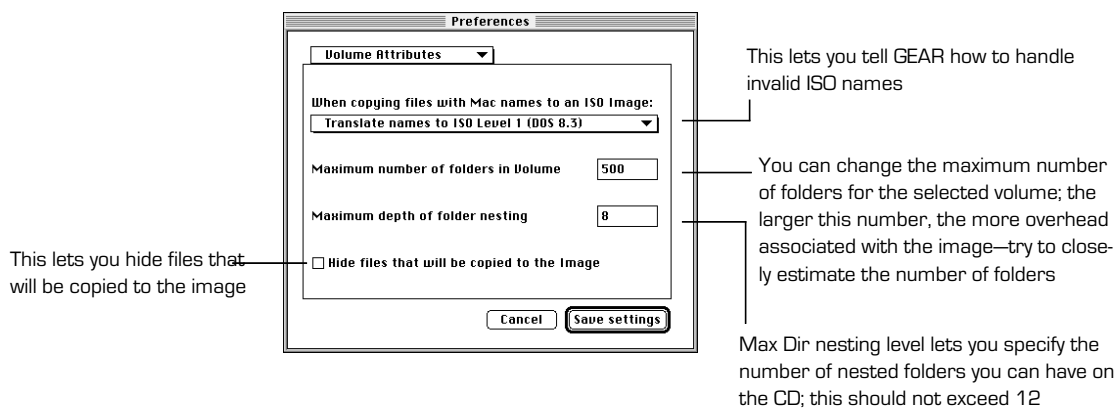 Preferences
Volume Attributes
When copying files with Mac names to an ISO Image:
Translate names to ISO Level 1 (DOS 8.3)
Maximum number of folders in Volume
500
Maximum depth of folder nesting
8
Hide files that will be copied to the Image
Cancel
Save settings
This lets you hide files that
will be copied to the image
This lets you tell GEAR how to handle
invalid ISO names
You can change the maximum number
of folders for the selected volume; the
larger this number, the more overhead
associated with the image—try to close-
ly estimate the number of folders
Max Dir nesting level lets you specify the
number of nested folders you can have on
the CD; this should not exceed 12